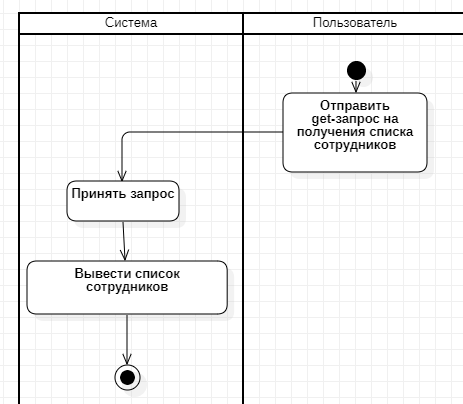 Система
Пользователь
Отправить
get-запрос на
получения списка
сотрудников
Принять запрос
Вывести список
сотрудников